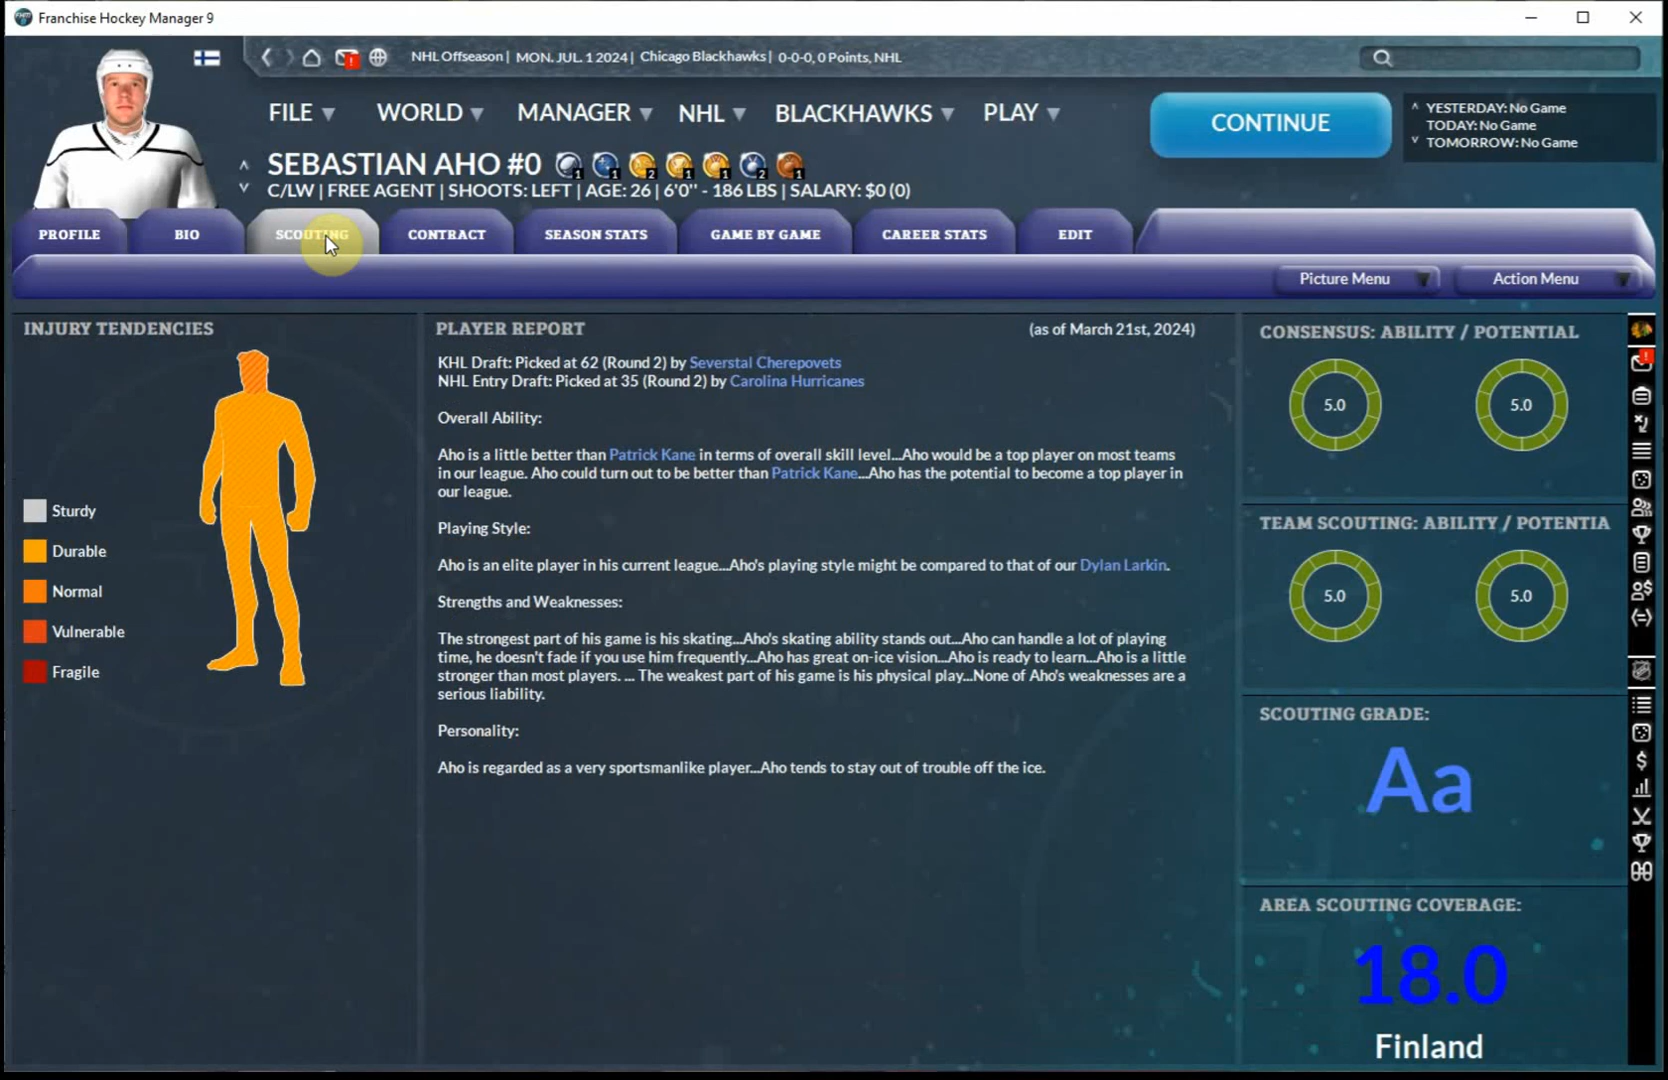 Franchise Hockey Manager 9
NHL Offseason | MON. JUL. 1 2024 | Chicago Blackhawks | 0-0-0, 0 Points, NHL
FILE WORLD MANAGER NHL BLACKHAWKS PLAY
CONTINUE
YESTERDAY: No Game
TODAY: No Game
TOMORROW: No Game
SEBASTIAN AHO #0 1 1 2 1 1 2 1
C/LW | FREE AGENT | SHOOTS: LEFT | AGE: 26 | 6'0'' - 186 LBS | SALARY: $0 (0)
PROFILE BIO SCOUTING CONTRACT SEASON STATS GAME BY GAME CAREER STATS EDIT
Picture Menu Action Menu
INJURY TENDENCIES
Sturdy
Durable
Normal
Vulnerable
Fragile
PLAYER REPORT (as of March 21st, 2024)
KHL Draft: Picked at 62 (Round 2) by Severstal Cherepovets
NHL Entry Draft: Picked at 35 (Round 2) by Carolina Hurricanes
Overall Ability:
Aho is a little better than Patrick Kane in terms of overall skill level...Aho would be a top player on most teams
in our league. Aho could turn out to be better than Patrick Kane...Aho has the potential to become a top player in
our league.
Playing Style:
Aho is an elite player in his current league...Aho's playing style might be compared to that of our Dylan Larkin.
Strengths and Weaknesses:
The strongest part of his game is his skating...Aho's skating ability stands out...Aho can handle a lot of playing
time, he doesn't fade if you use him frequently...Aho has great on-ice vision...Aho is ready to learn...Aho is a little
stronger than most players. ... The weakest part of his game is his physical play...None of Aho's weaknesses are a
serious liability.
Personality:
Aho is regarded as a very sportsmanlike player...Aho tends to stay out of trouble off the ice.
CONSENSUS: ABILITY / POTENTIAL
5.0 5.0
TEAM SCOUTING: ABILITY / POTENTIA
5.0 5.0
SCOUTING GRADE:
Aa
AREA SCOUTING COVERAGE:
18.0
Finland